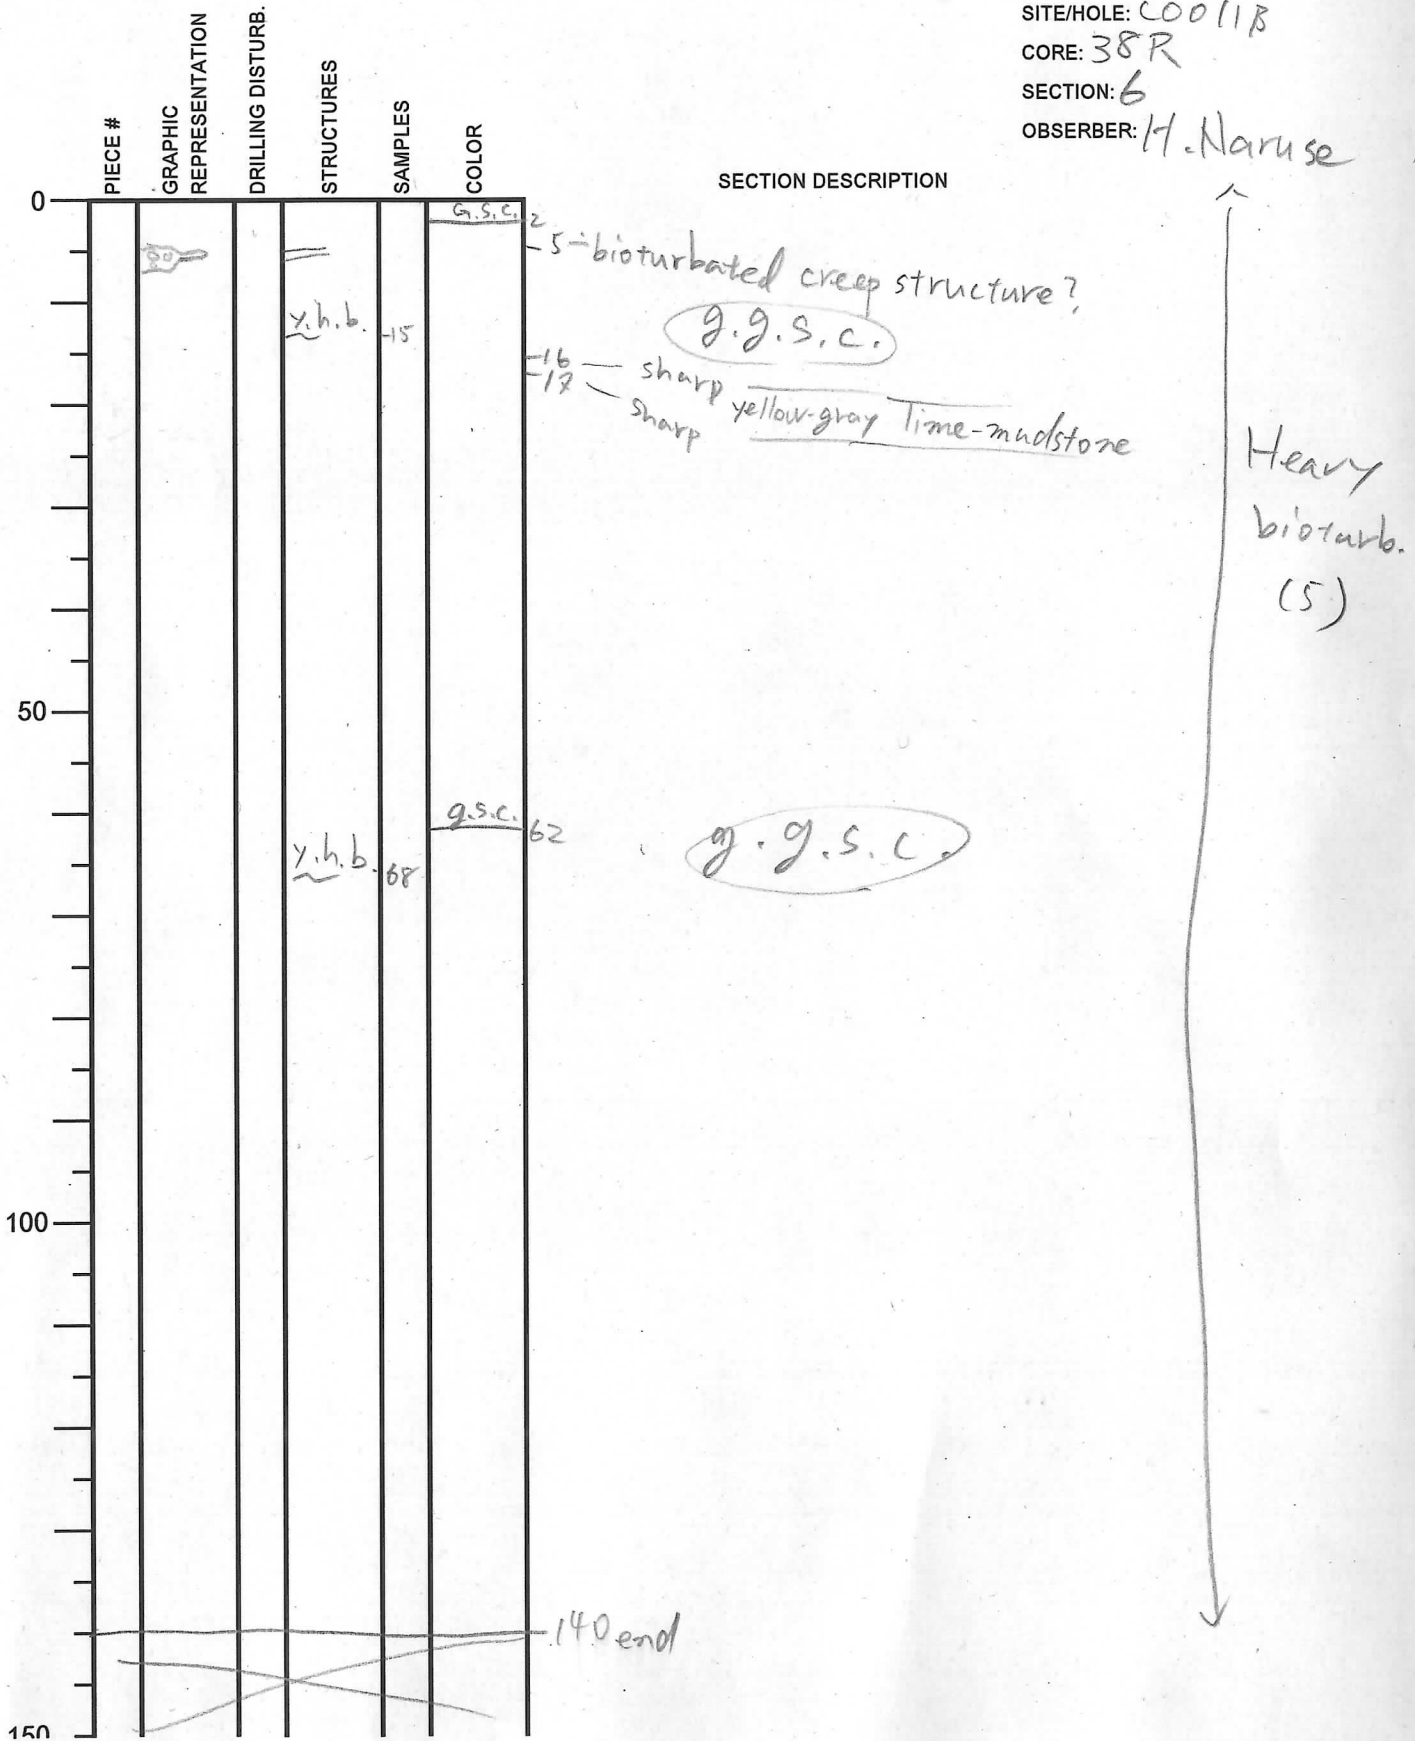 SITE/HOLE: C0011B
CORE: 38R
SECTION: 6
OBSERBER: H. Naruse
PIECE #
GRAPHIC
REPRESENTATION
DRILLING DISTURB.
STRUCTURES
SAMPLES
COLOR
SECTION DESCRIPTION
0
G.S.C. 2
5 bioturbated creep structure?
y.h.b. 15
g.g.s.c.
16 sharp
17 sharp
yellow-gray lime-mudstone
Heavy
bioturb.
(5)
50
g.s.c. 62
y.h.b. 68
g.g.s.c.
100
140 end
150